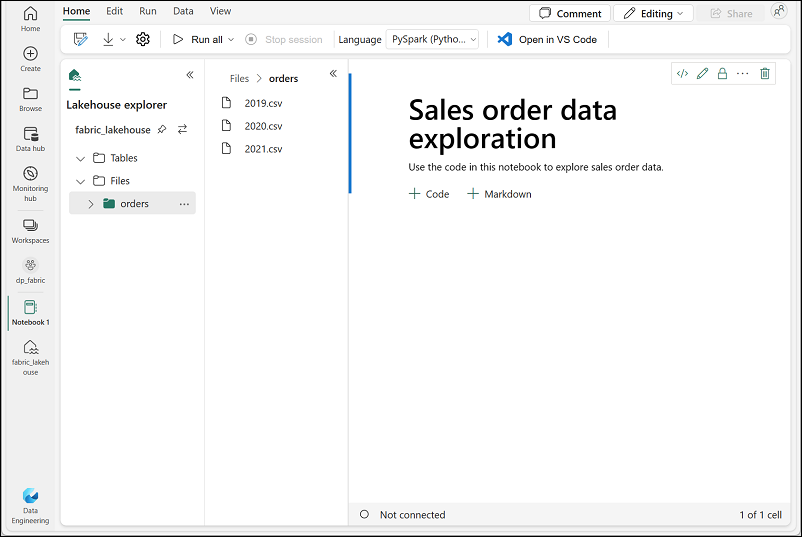 Home
Create
Browse
Data hub
Monitoring
hub
Workspaces
dp_fabric
Notebook 1
fabric_lakeh
ouse
Data
Engineering
Home Edit Run Data View
Comment Editing Share
Run all Stop session Language PySpark (Pytho... Open in VS Code
Lakehouse explorer
fabric_lakehouse
Tables
Files
orders
Files > orders
2019.csv
2020.csv
2021.csv
Sales order data
exploration
Use the code in this notebook to explore sales order data.
+ Code + Markdown
Not connected 1 of 1 cell